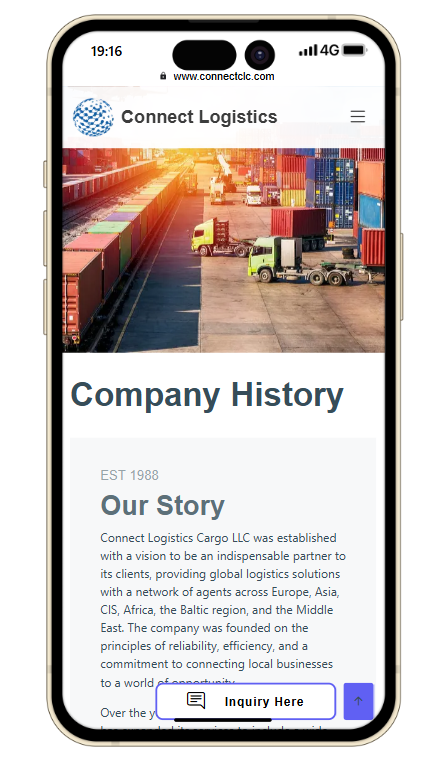 19:16
4G
www.connectclc.com
Connect Logistics
Company History
EST 1988
Our Story
Connect Logistics Cargo LLC was established
with a vision to be an indispensable partner to
its clients, providing global logistics solutions
with a network of agents across Europe, Asia,
CIS, Africa, the Baltic region, and the Middle
East. The company was founded on the
principles of reliability, efficiency, and a
commitment to connecting local businesses
to a world of opportunity.
Inquiry Here
Over the